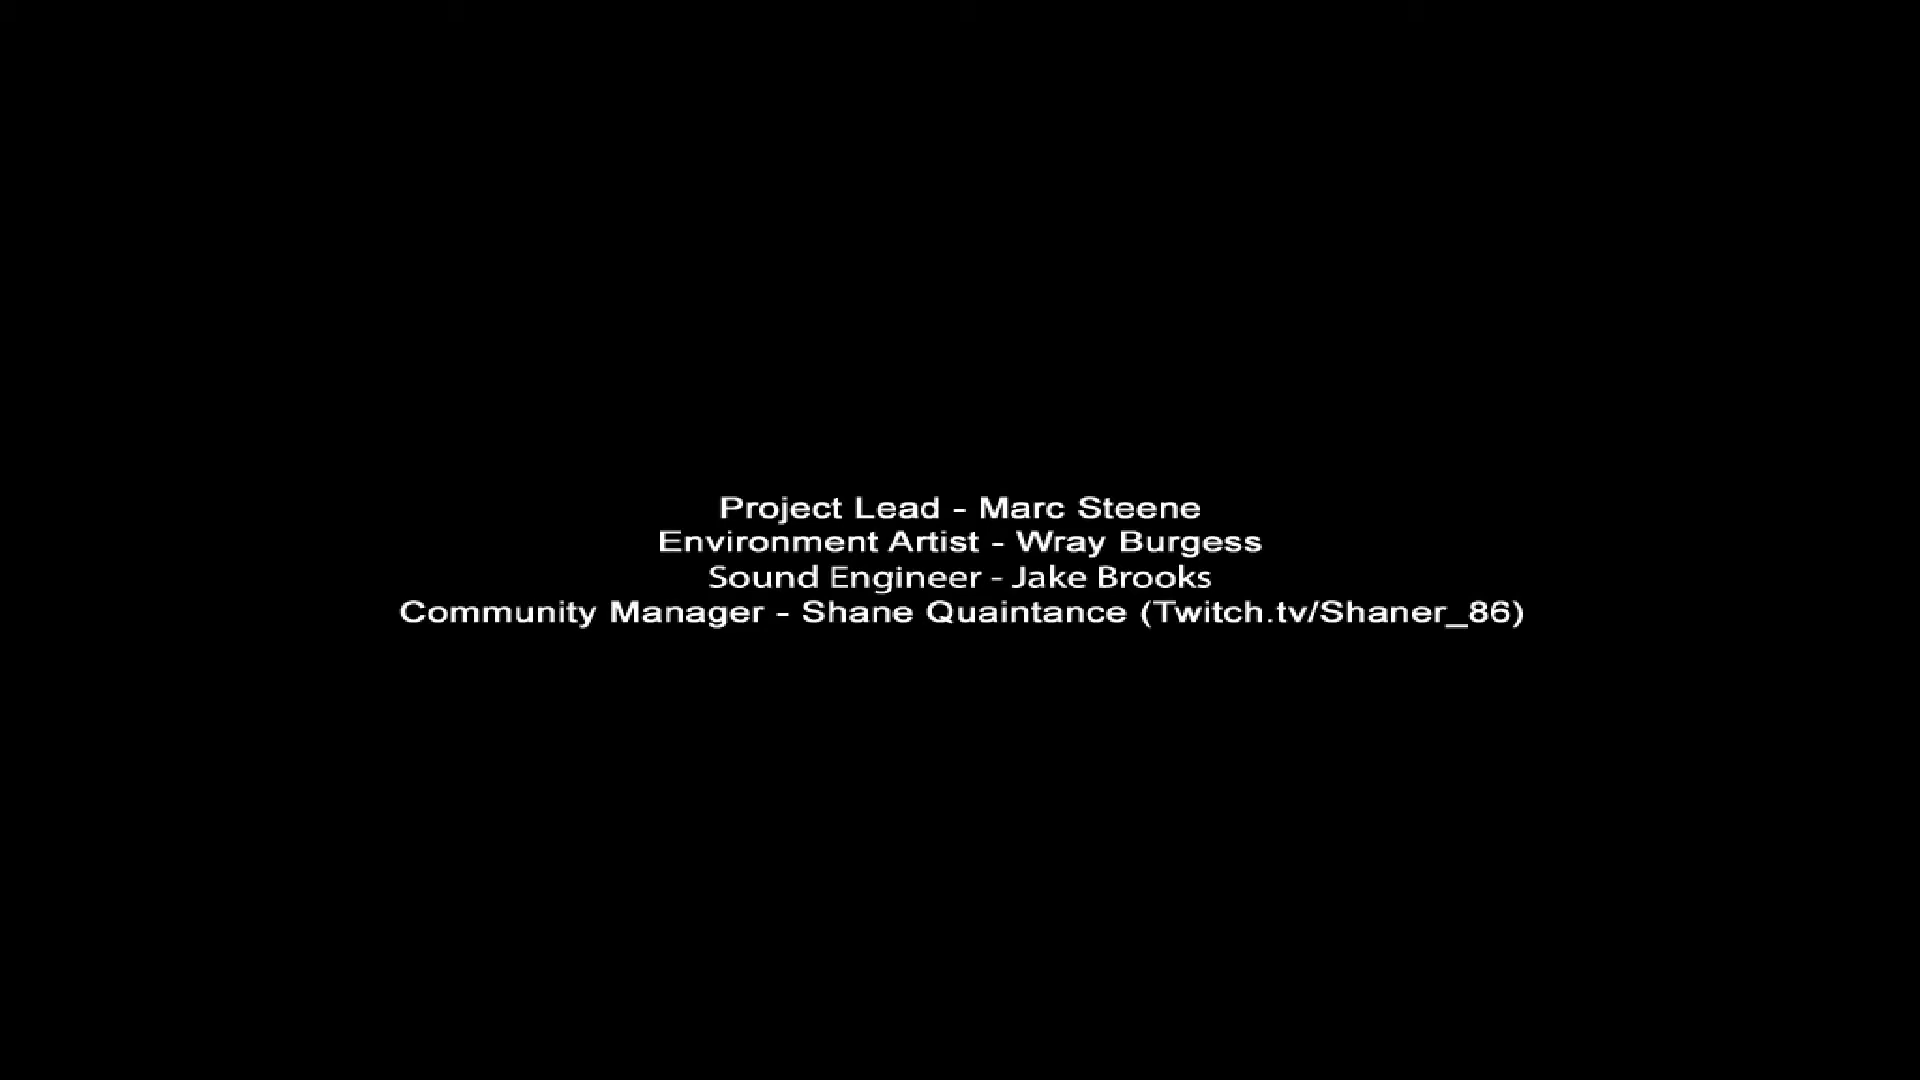 Project Lead - Marc Steene
Environment Artist - Wray Burgess
Sound Engineer - Jake Brooks
Community Manager - Shane Quaintance (Twitch.tv/Shaner_86)